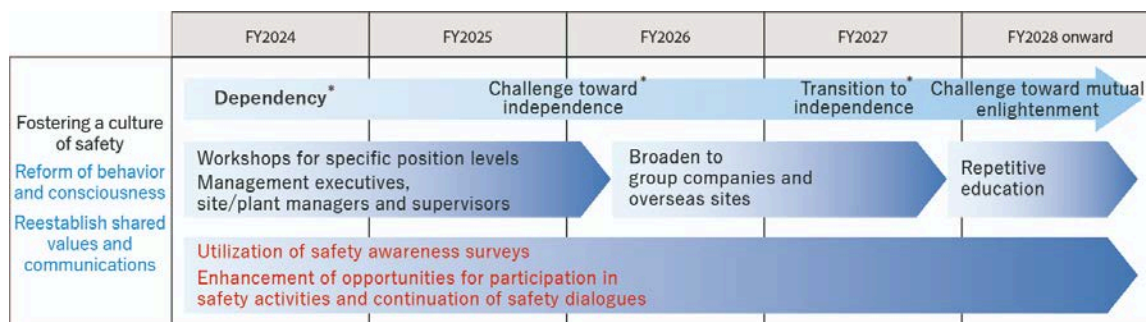 FY2024 FY2025 FY2026 FY2027 FY2028 onward
Fostering a culture
of safety
Reform of behavior
and consciousness
Reestablish shared
values and
communications
Dependency*
Challenge toward*
independence
Transition to*
independence
Challenge toward mutual
enlightenment
Workshops for specific position levels
Management executives,
site/plant managers and supervisors
Broaden to
group companies and
overseas sites
Repetitive
education
Utilization of safety awareness surveys
Enhancement of opportunities for participation in
safety activities and continuation of safety dialogues